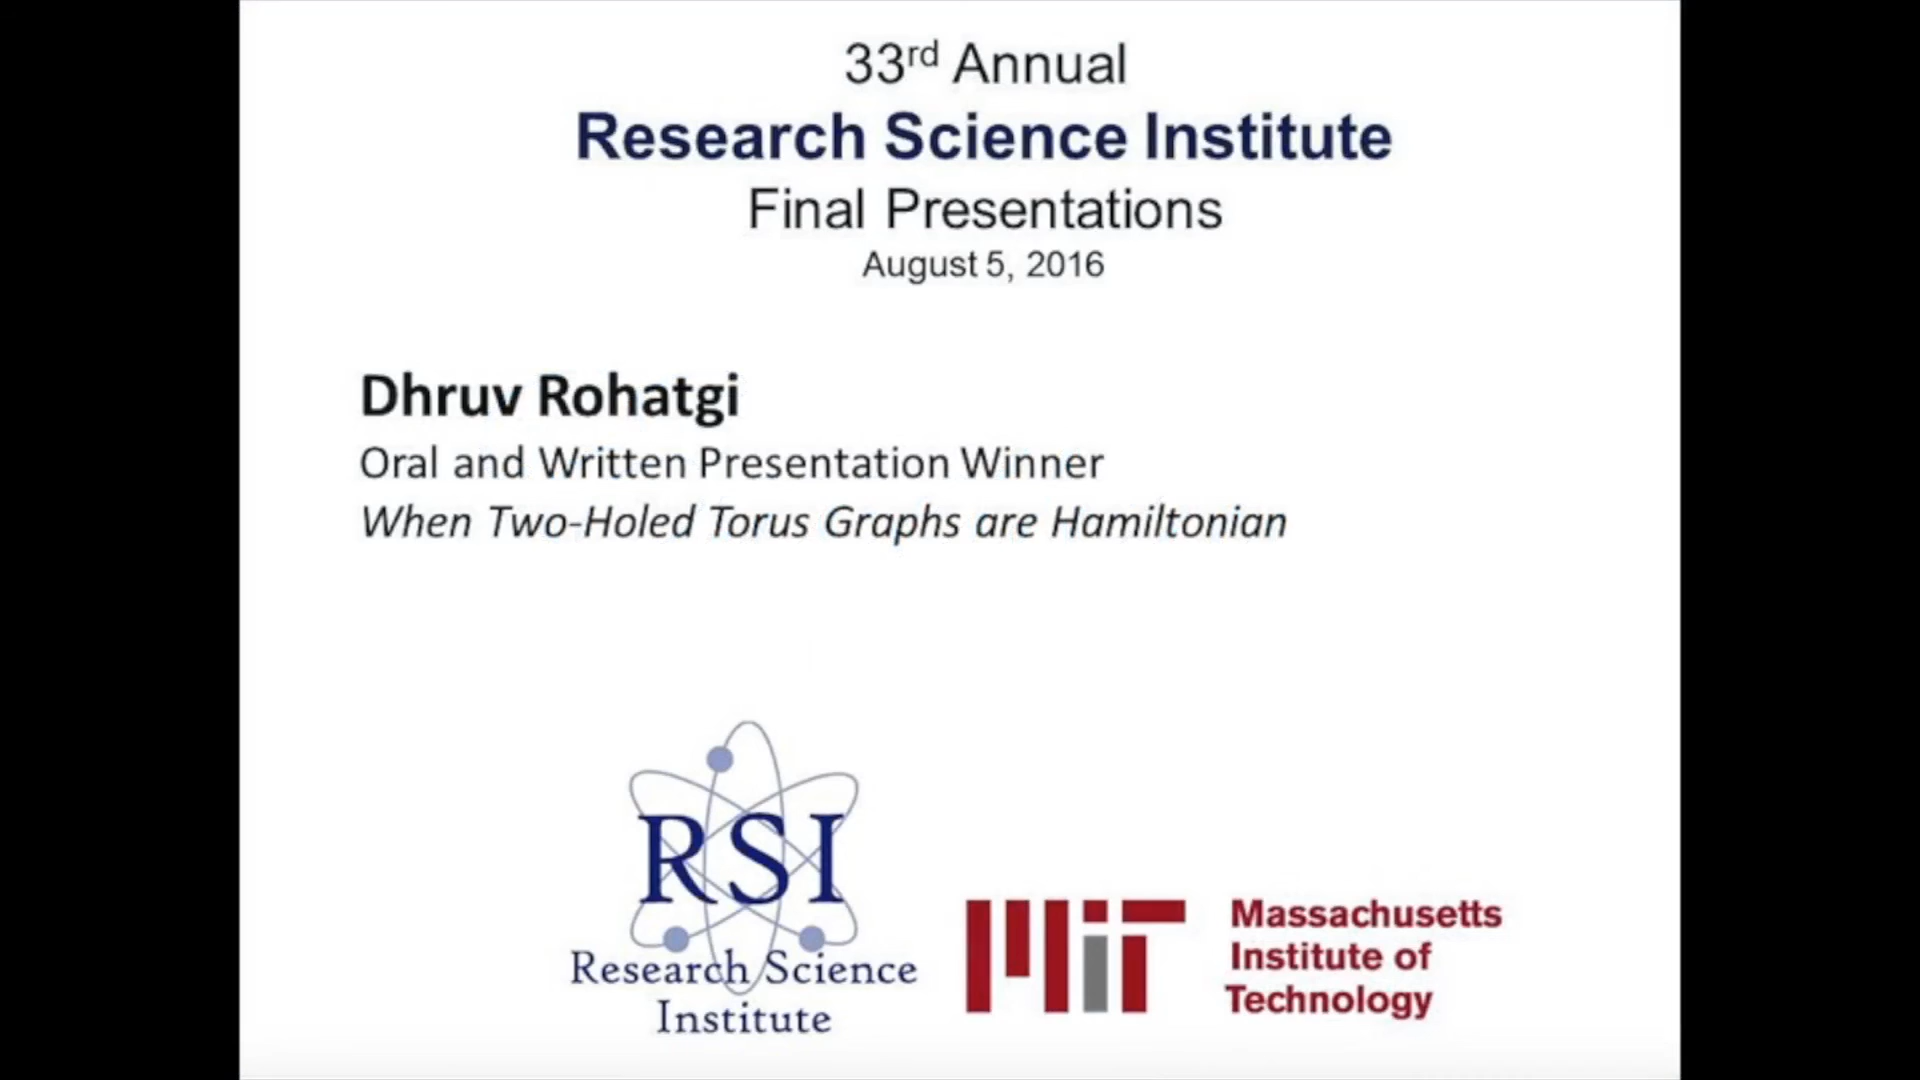 33rd Annual
Research Science Institute
Final Presentations
August 5, 2016
Dhruv Rohatgi
Oral and Written Presentation Winner
When Two-Holed Torus Graphs are Hamiltonian
RSI
Research Science
Institute
MIT
Massachusetts
Institute of
Technology